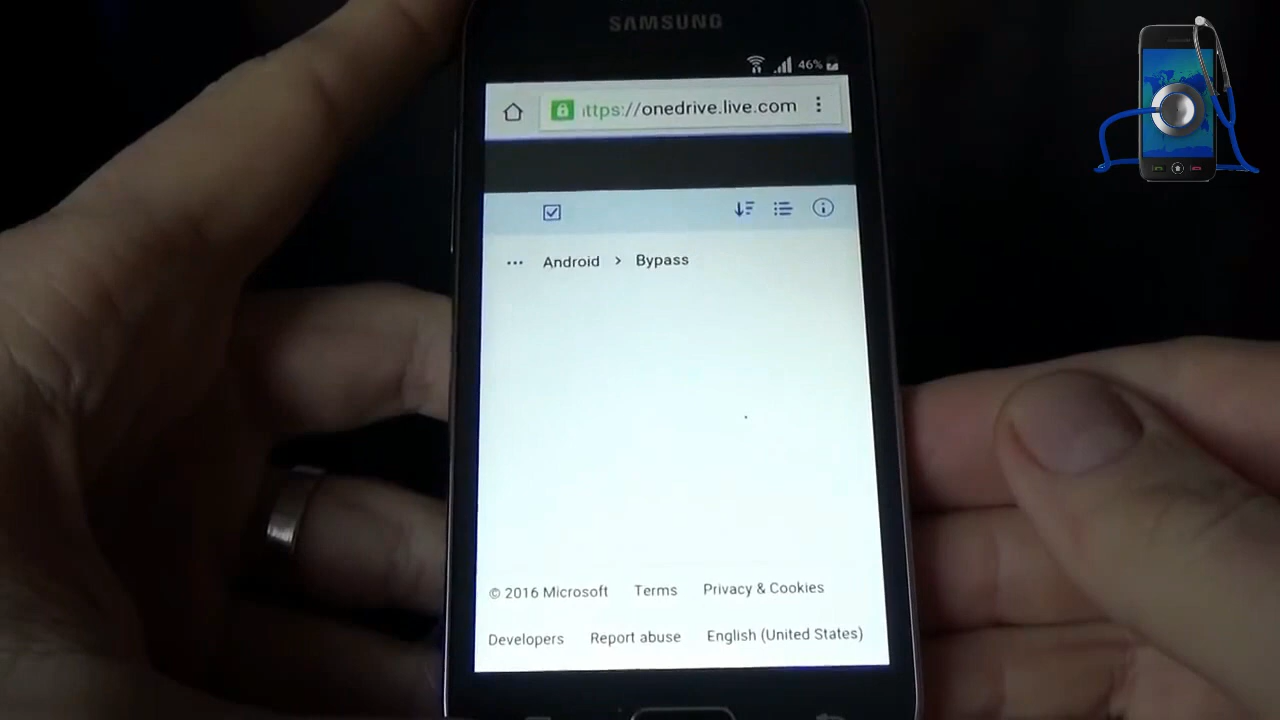 SAMSUNG
46%
ttps://onedrive.live.com
... Android > Bypass
© 2016 Microsoft Terms Privacy & Cookies
Developers Report abuse English (United States)